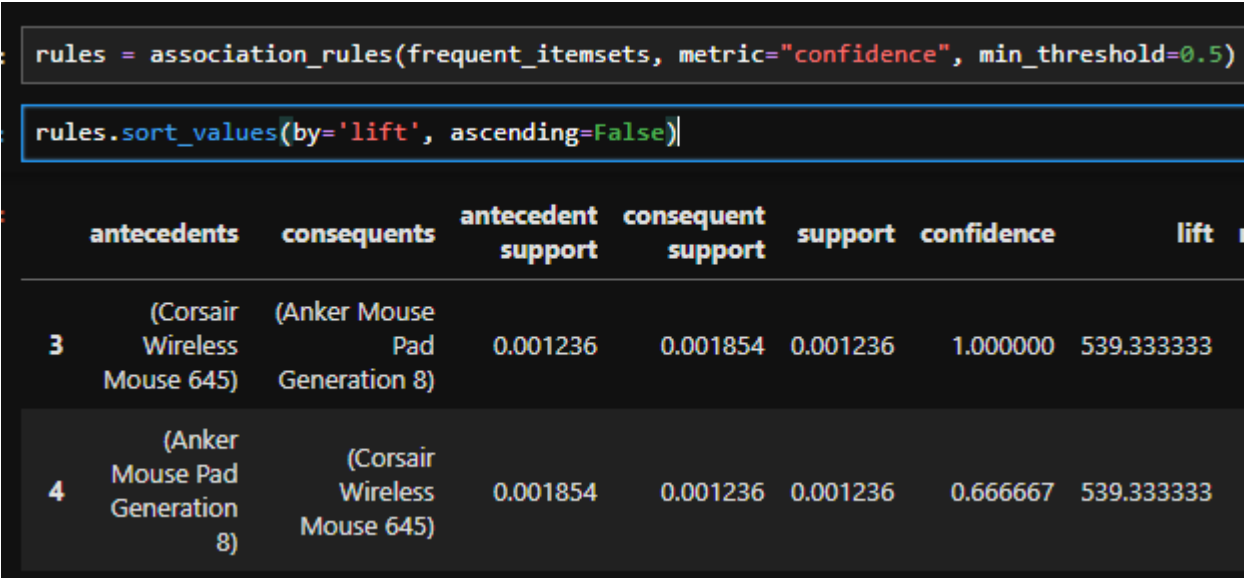 rules = association_rules(frequent_itemsets, metric="confidence", min_threshold=0.5)
rules.sort_values(by='lift', ascending=False)
antecedents consequents antecedent support consequent support support confidence lift
3 (Corsair Wireless Mouse 645) (Anker Mouse Pad Generation 8) 0.001236 0.001854 0.001236 1.000000 539.333333
4 (Anker Mouse Pad Generation 8) (Corsair Wireless Mouse 645) 0.001854 0.001236 0.001236 0.666667 539.333333